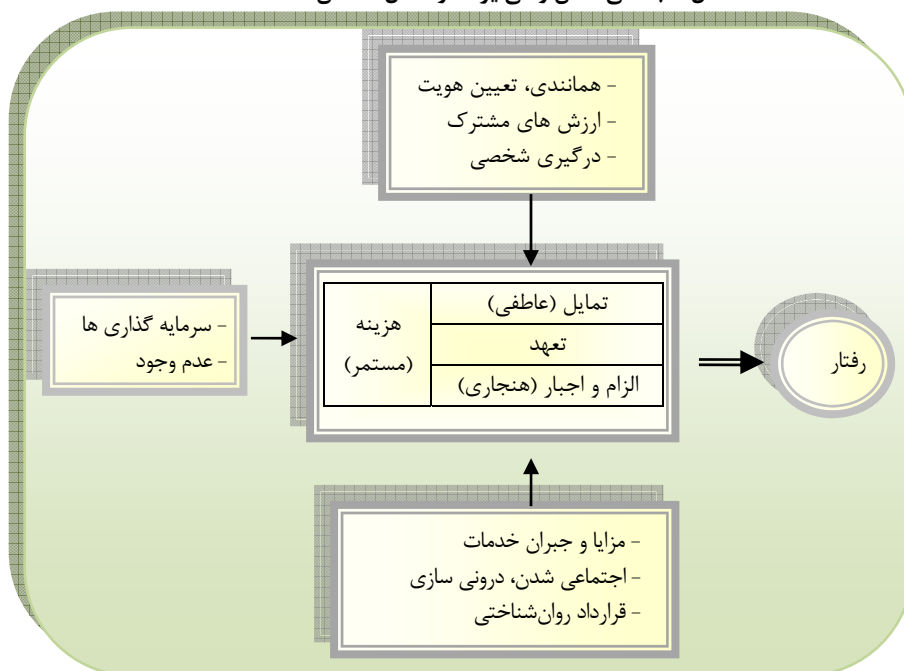 - همانندی، تعیین هویت
- ارزش های مشترک
- درگیری شخصی
- سرمایه گذاری ها
- عدم وجود
هزینه
(مستمر)
تمایل (عاطفی)
تعهد
الزام و اجبار (هنجاری)
رفتار
- مزایا و جبران خدمات
- اجتماعی شدن، درونی سازی
- قرارداد روان‌شناختی